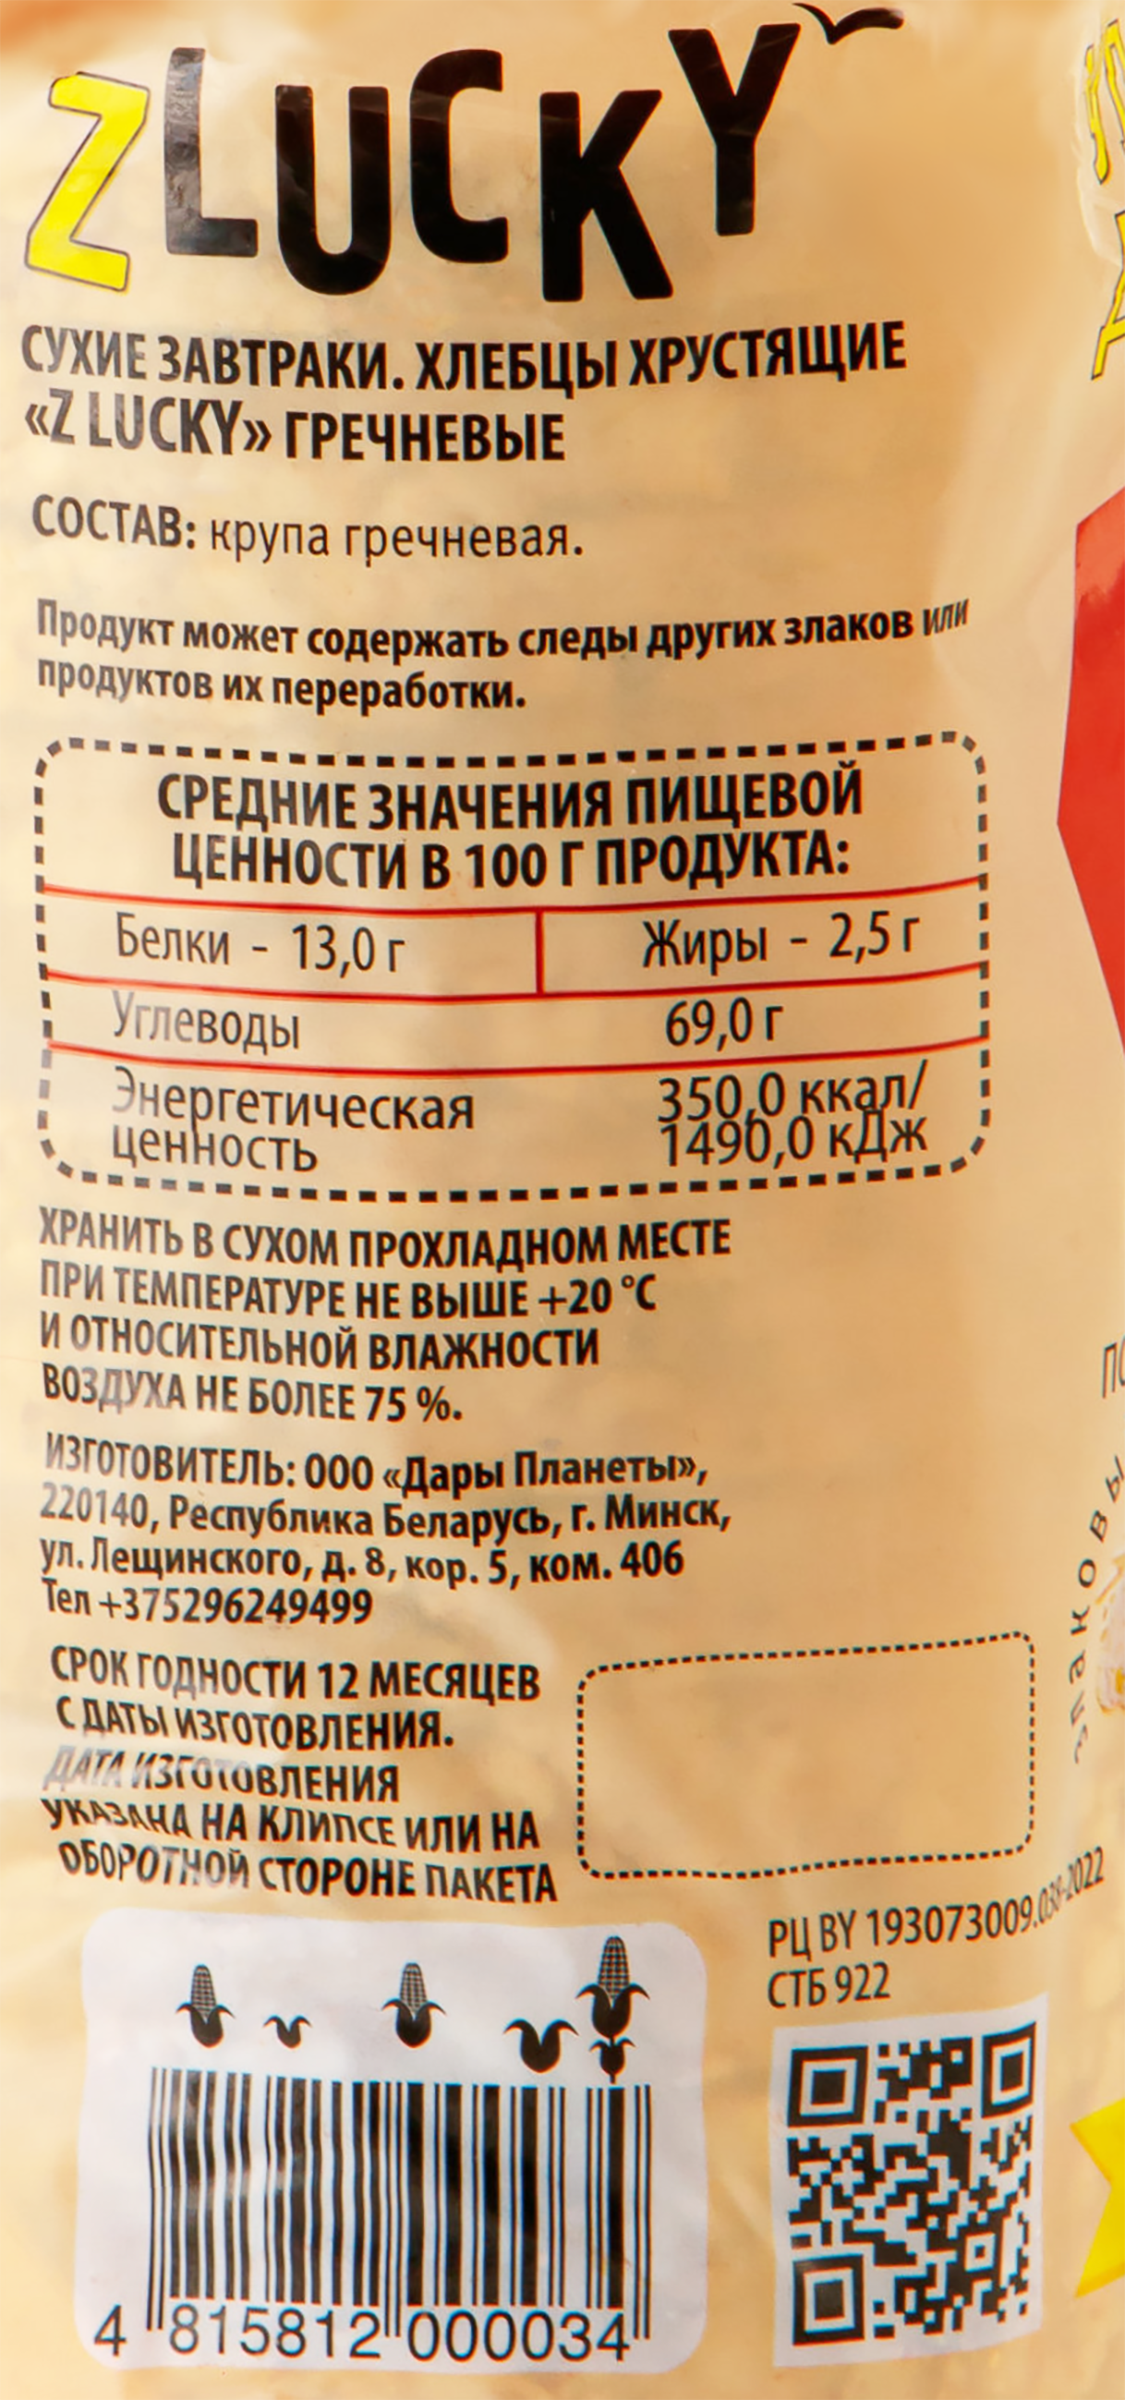 ZLUCKY
СУХИЕ ЗАВТРАКИ. ХЛЕБЦЫ ХРУСТЯЩИЕ
«Z LUCKY» ГРЕЧНЕВЫЕ
СОСТАВ: крупа гречневая.
Продукт может содержать следы других злаков или
продуктов их переработки.
СРЕДНИЕ ЗНАЧЕНИЯ ПИЩЕВОЙ
ЦЕННОСТИ В 100 Г ПРОДУКТА:
Белки - 13,0 г Жиры - 2,5 г
Углеводы 69,0 г
Энергетическая 350,0 ккал/
ценность 1490,0 кДж
ХРАНИТЬ В СУХОМ ПРОХЛАДНОМ МЕСТЕ
ПРИ ТЕМПЕРАТУРЕ НЕ ВЫШЕ +20 °С
И ОТНОСИТЕЛЬНОЙ ВЛАЖНОСТИ
ВОЗДУХА НЕ БОЛЕЕ 75 %.
ИЗГОТОВИТЕЛЬ: ООО «Дары Планеты»,
220140, Республика Беларусь, г. Минск,
ул. Лещинского, д. 8, кор. 5, ком. 406
Тел +375296249499
СРОК ГОДНОСТИ 12 МЕСЯЦЕВ
С ДАТЫ ИЗГОТОВЛЕНИЯ.
ДАТА ИЗГОТОВЛЕНИЯ
УКАЗАНА НА КЛИПСЕ ИЛИ НА
ОБОРОТНОЙ СТОРОНЕ ПАКЕТА
РЦ BY 193073009.038-2022
СТБ 922
4 815812 000034